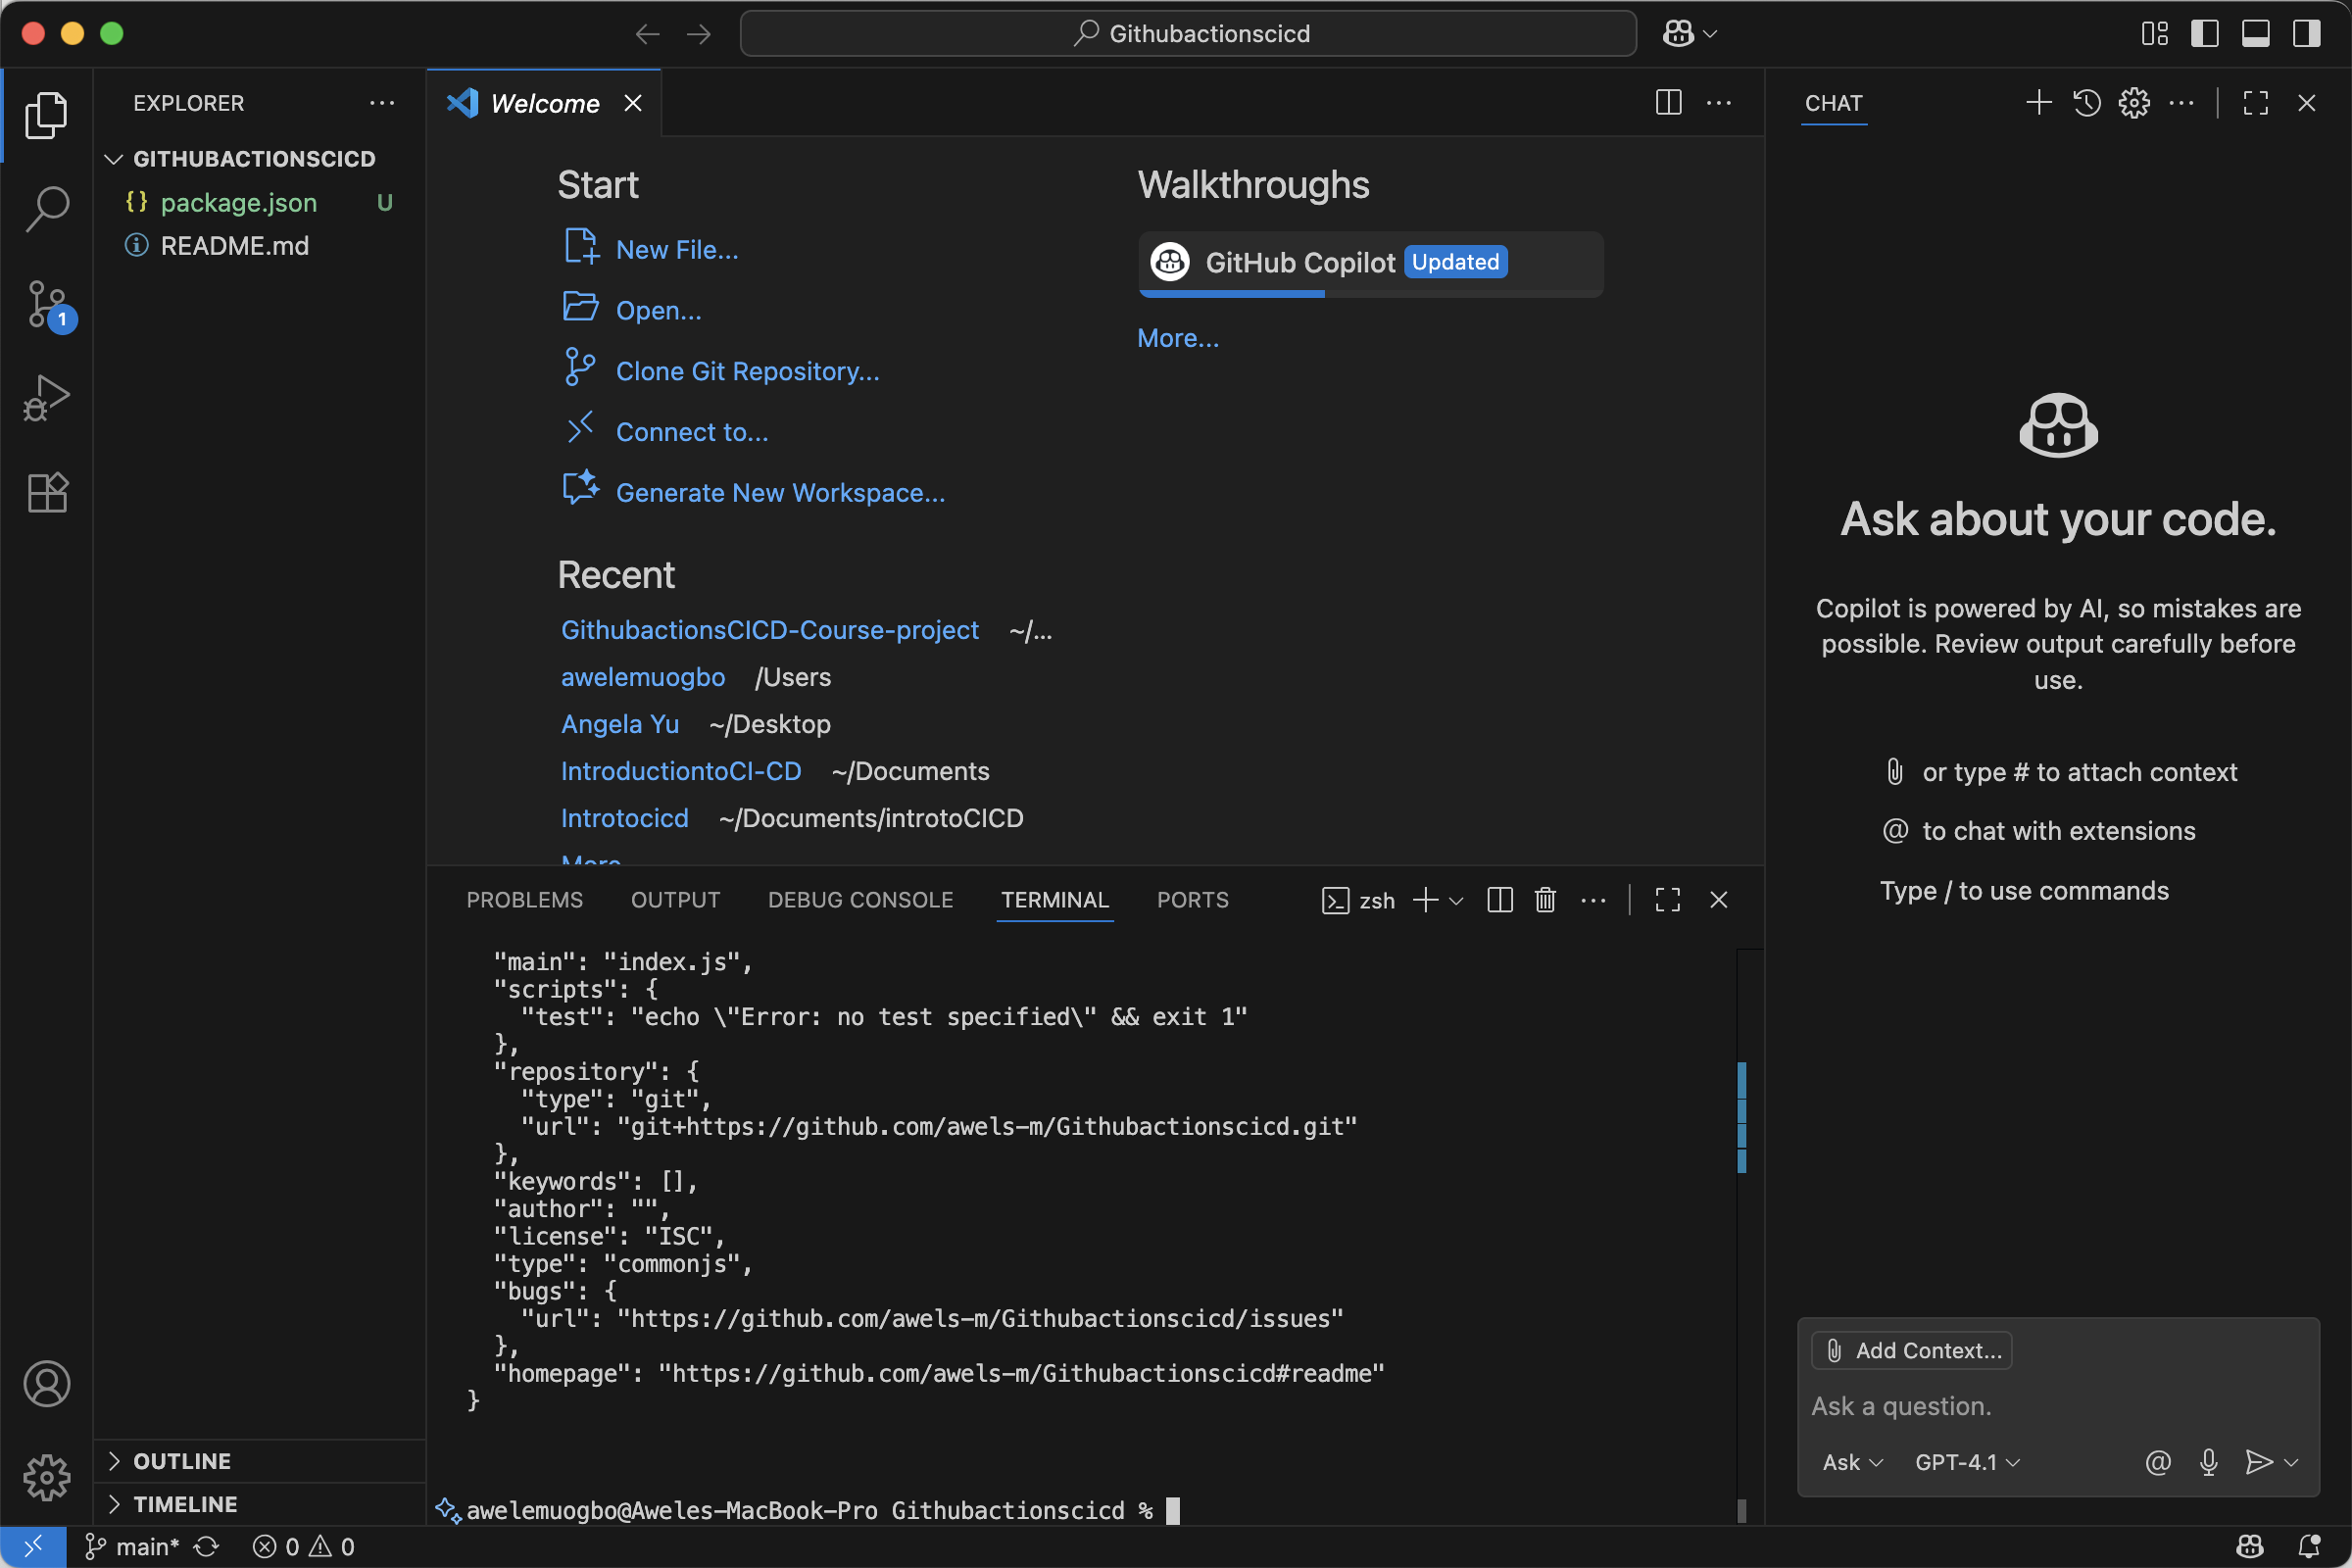 Githubactionscicd
EXPLORER
GITHUBACTIONSCICD
{} package.json U
README.md
1
Welcome
Start
New File...
Open...
Clone Git Repository...
Connect to...
Generate New Workspace...
Recent
GithubactionsCICD-Course-project ~/...
awelemuogbo /Users
Angela Yu ~/Desktop
IntroductiontoCI-CD ~/Documents
Introtocicd ~/Documents/introtoCICD
More
Walkthroughs
GitHub Copilot Updated
More...
PROBLEMS OUTPUT DEBUG CONSOLE TERMINAL PORTS zsh
"main": "index.js",
"scripts": {
"test": "echo \"Error: no test specified\" && exit 1"
},
"repository": {
"type": "git",
"url": "git+https://github.com/awels-m/Githubactionscicd.git"
},
"keywords": [],
"author": "",
"license": "ISC",
"type": "commonjs",
"bugs": {
"url": "https://github.com/awels-m/Githubactionscicd/issues"
},
"homepage": "https://github.com/awels-m/Githubactionscicd#readme"
}
awelemuogbo@Aweles-MacBook-Pro Githubactionscicd %
CHAT
Ask about your code.
Copilot is powered by AI, so mistakes are
possible. Review output carefully before
use.
or type # to attach context
@ to chat with extensions
Type / to use commands
Add Context...
Ask a question.
Ask GPT-4.1 @
OUTLINE
TIMELINE
main* 0 0